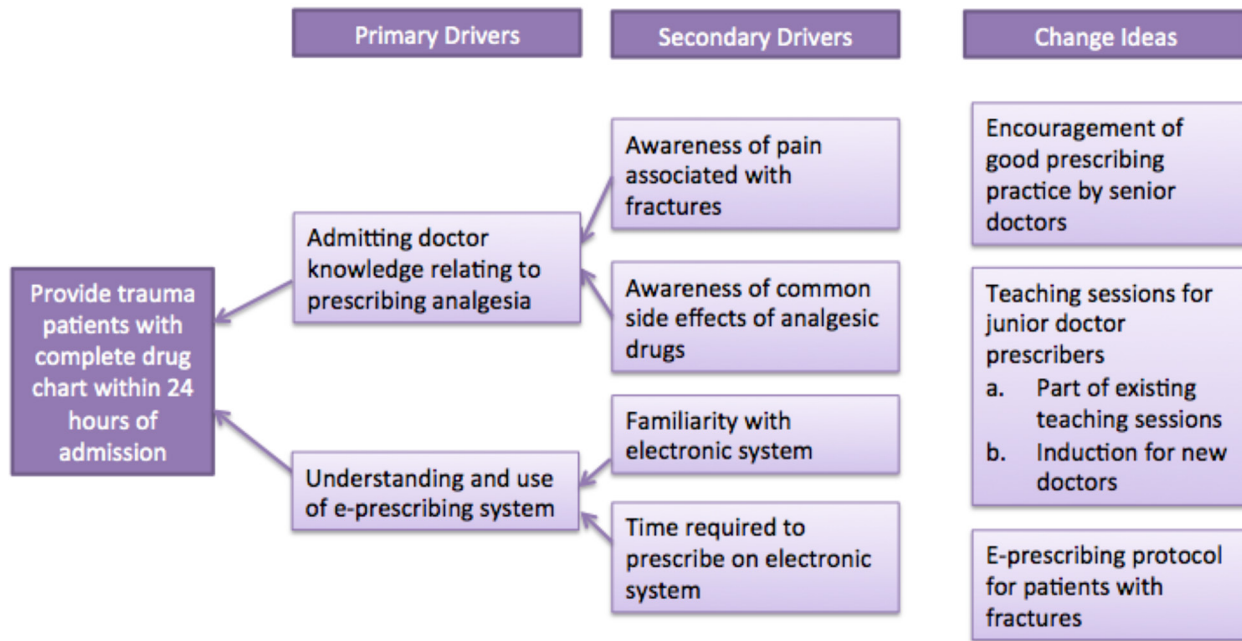 Primary Drivers
Secondary Drivers
Change Ideas
Provide trauma
patients with
complete drug
chart within 24
hours of
admission
Admitting doctor
knowledge relating to
prescribing analgesia
Understanding and use
of e-prescribing system
Awareness of pain
associated with
fractures
Awareness of common
side effects of analgesic
drugs
Familiarity with
electronic system
Time required to
prescribe on electronic
system
Encouragement of
good prescribing
practice by senior
doctors
Teaching sessions for
junior doctor
prescribers
a. Part of existing
teaching sessions
b. Induction for new
doctors
E-prescribing protocol
for patients with
fractures